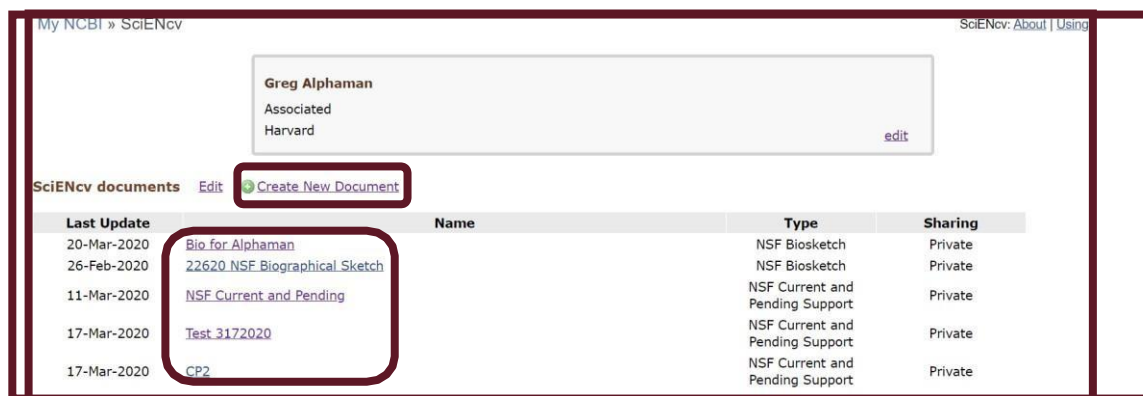 My NCBI » SciENcv SciENcv: About | Using
Greg Alphaman
Associated
Harvard
edit
SciENcv documents Edit Create New Document
Last Update Name Type Sharing
20-Mar-2020 Bio for Alphaman NSF Biosketch Private
26-Feb-2020 22620 NSF Biographical Sketch NSF Biosketch Private
11-Mar-2020 NSF Current and Pending NSF Current and Pending Support Private
17-Mar-2020 Test 3172020 NSF Current and Pending Support Private
17-Mar-2020 CP2 NSF Current and Pending Support Private